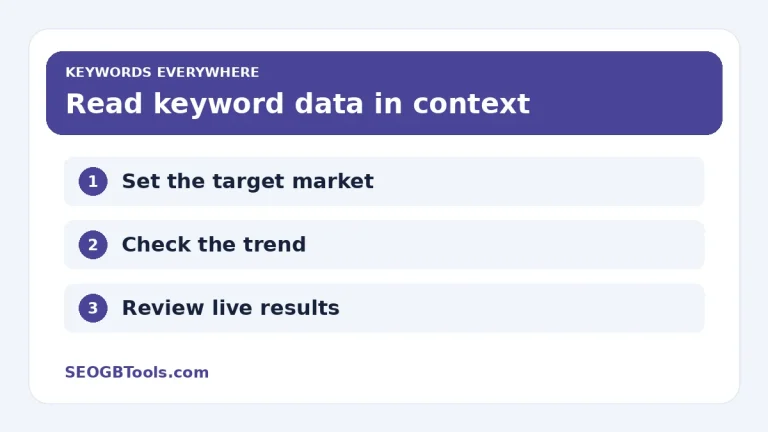 KEYWORDS EVERYWHERE
Read keyword data in context
1 Set the target market
2 Check the trend
3 Review live results
SEOGBTools.com